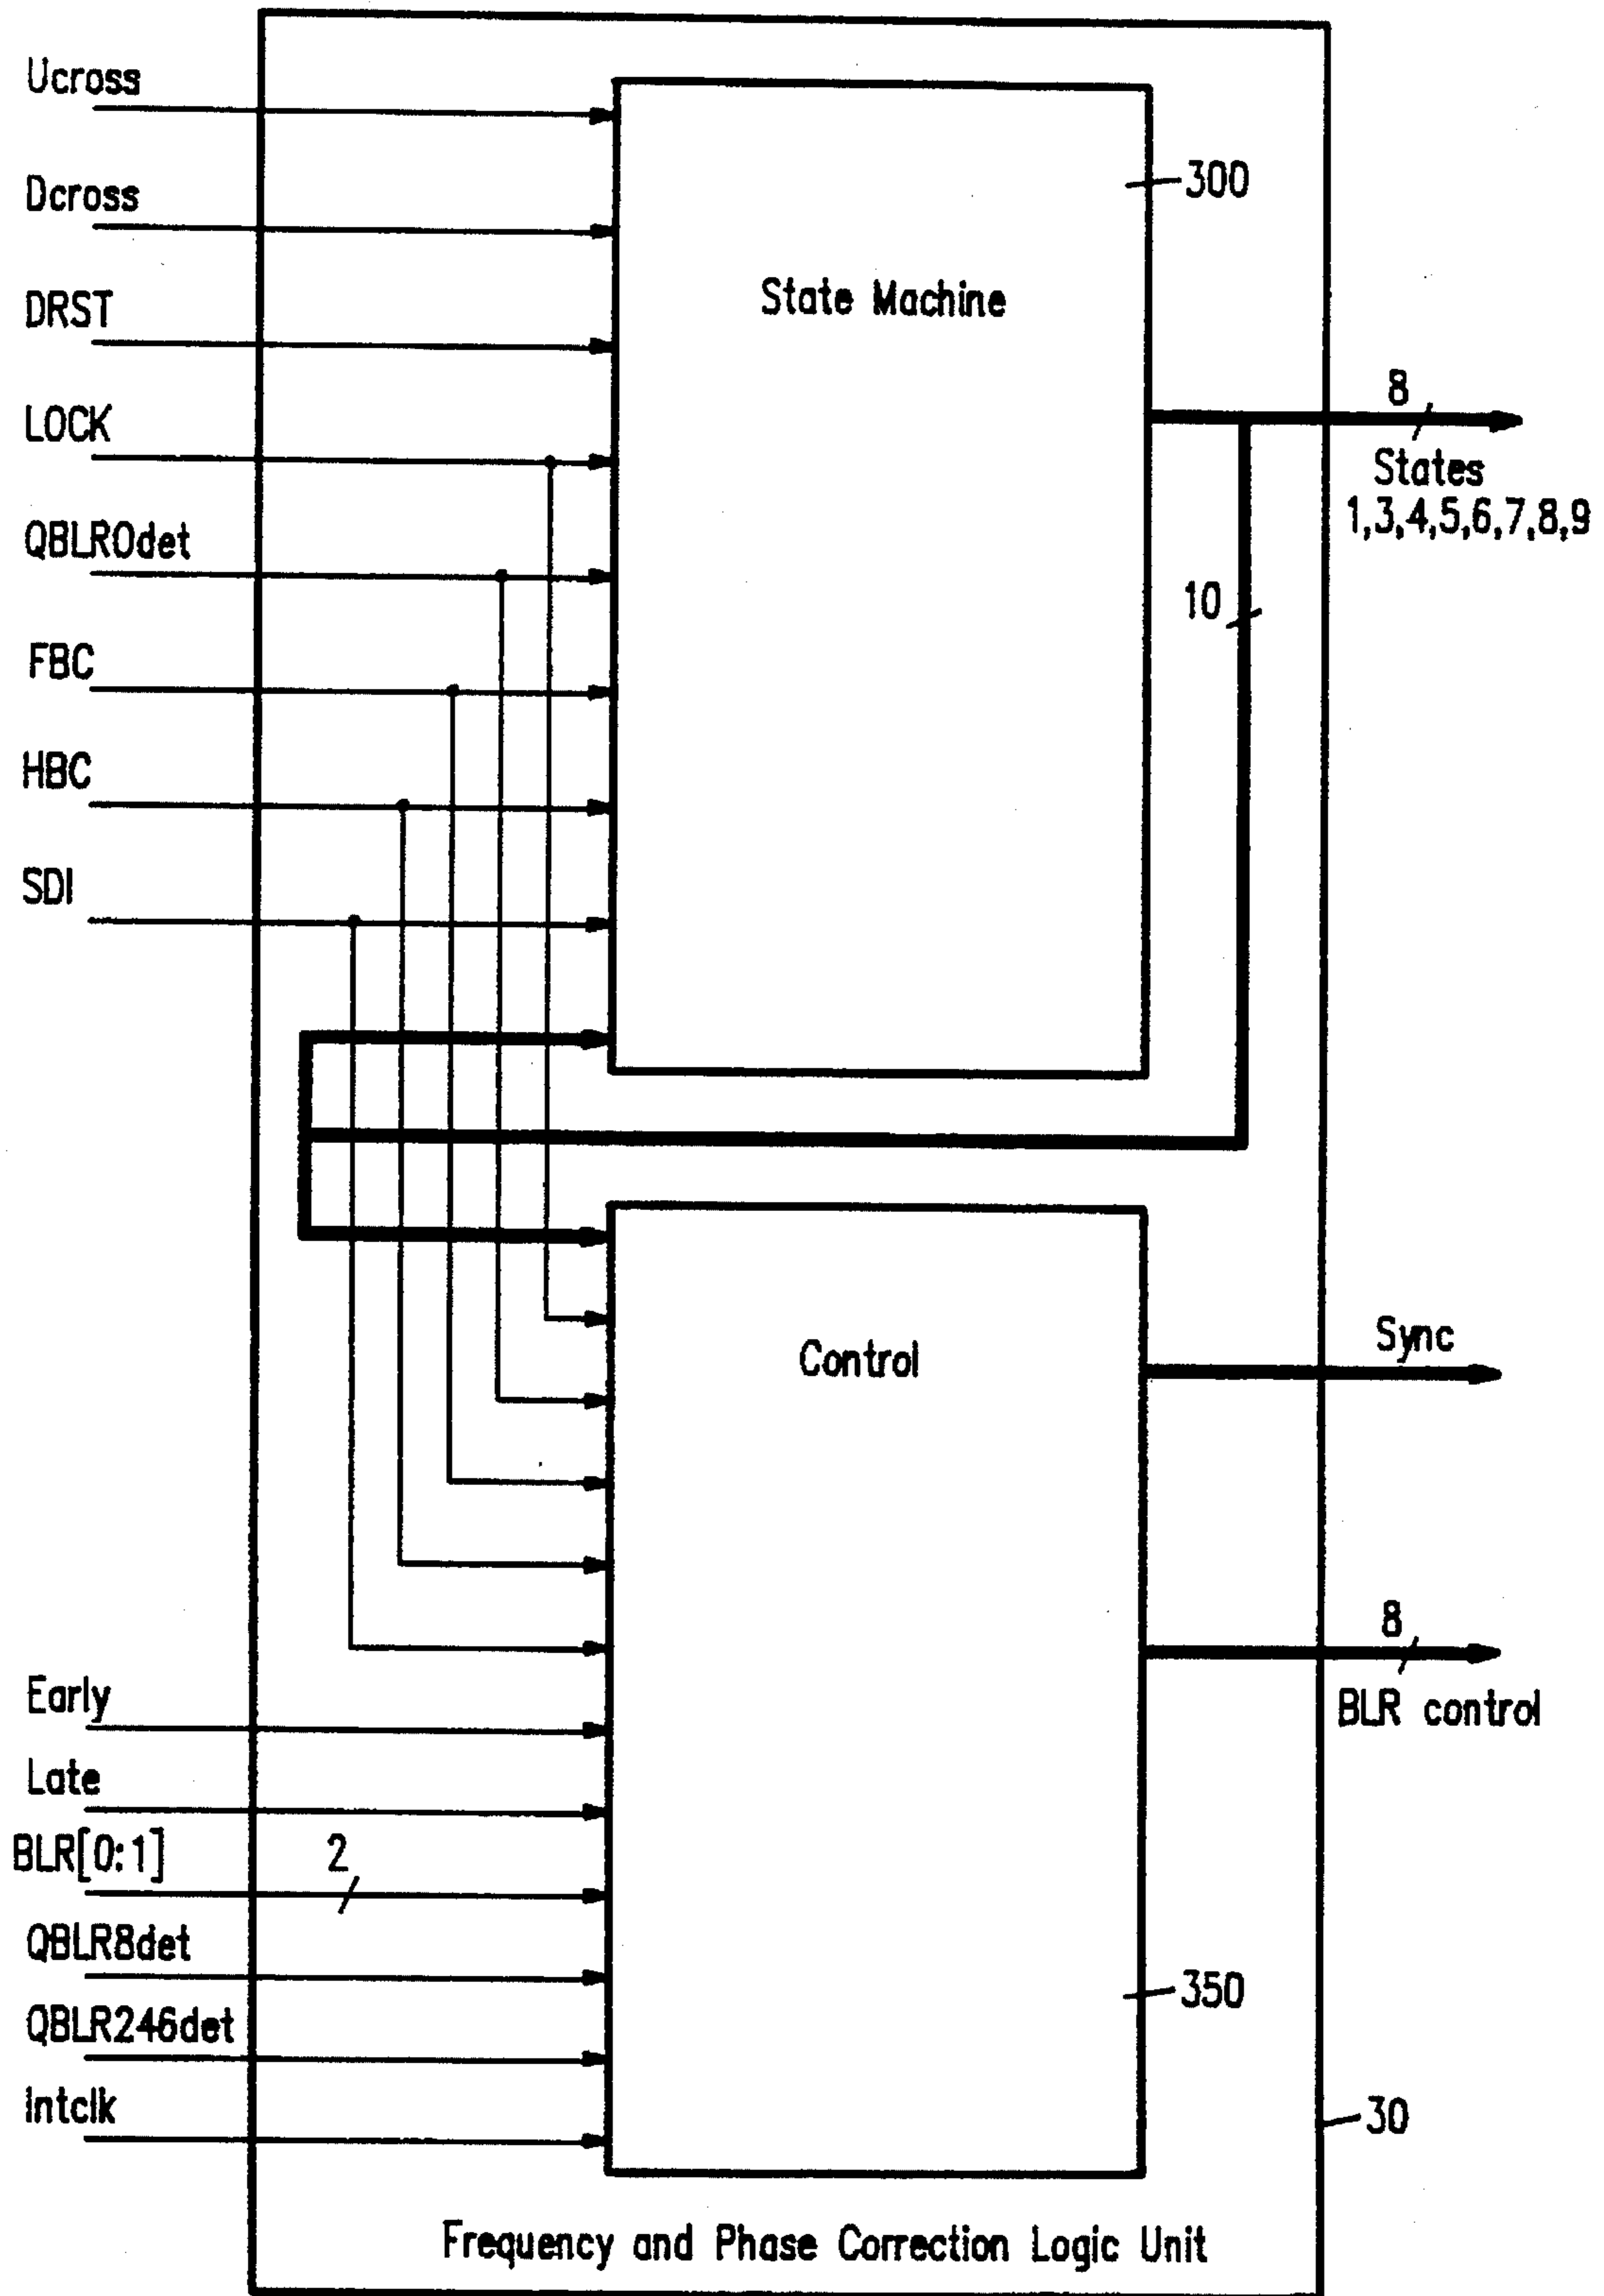 Ucross
Dcross
DRST
LOCK
QBLR0det
FBC
HBC
SDI
300
State Machine
8
States
1,3,4,5,6,7,8,9
10
Control
Sync
8
BLR control
Early
Late
BLR[0:1]
2
QBLR8det
QBLR246det
Intclk
350
30
Frequency and Phase Correction Logic Unit